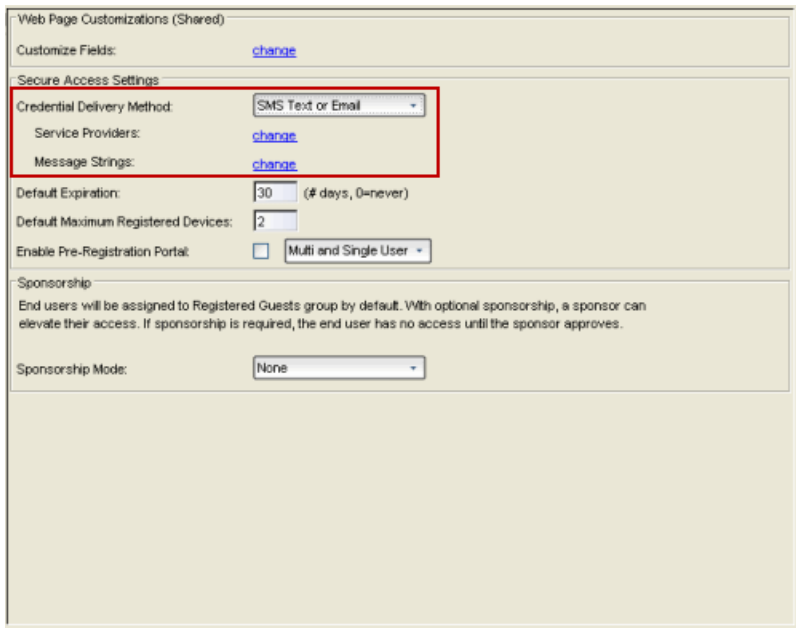 Web Page Customizations (Shared)
Customize Fields: change
Secure Access Settings
Credential Delivery Method: SMS Text or Email
Service Providers: change
Message Strings: change
Default Expiration: 30 (# days, 0=never)
Default Maximum Registered Devices: 2
Enable Pre-Registration Portal: Multi and Single User
Sponsorship
End users will be assigned to Registered Guests group by default. With optional sponsorship, a sponsor can
elevate their access. If sponsorship is required, the end user has no access until the sponsor approves.
Sponsorship Mode: None